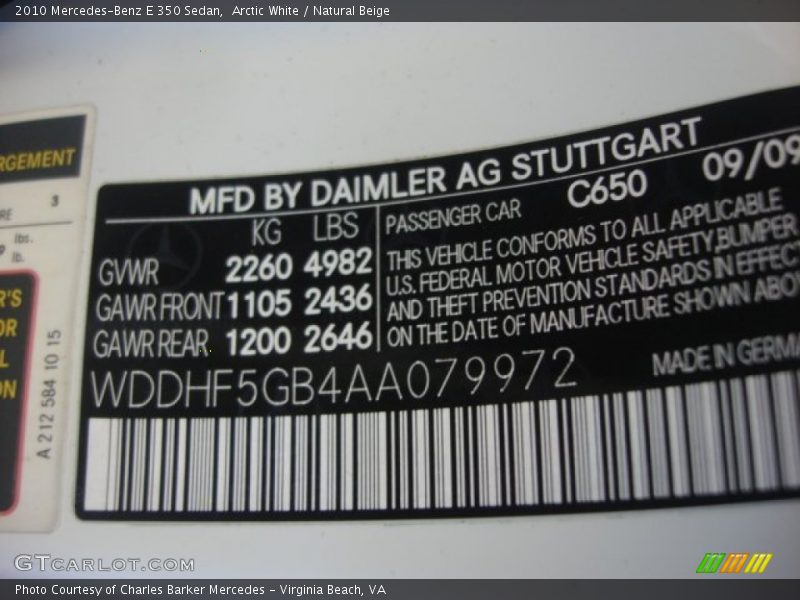 2010 Mercedes-Benz E 350 Sedan, Arctic White / Natural Beige
RGEMENT
3
lbs.
lb.
A 212 584 10 15
MFD BY DAIMLER AG STUTTGART
KG LBS
GVWR 2260 4982
GAWR FRONT 1105 2436
GAWR REAR 1200 2646
PASSENGER CAR C650 09/09
THIS VEHICLE CONFORMS TO ALL APPLICABLE
U.S. FEDERAL MOTOR VEHICLE SAFETY,BUMPER,
AND THEFT PREVENTION STANDARDS IN EFFECT
ON THE DATE OF MANUFACTURE SHOWN ABO
WDDHF5GB4AA079972
MADE IN GERMA
GTCARLOT.COM
Photo Courtesy of Charles Barker Mercedes - Virginia Beach, VA